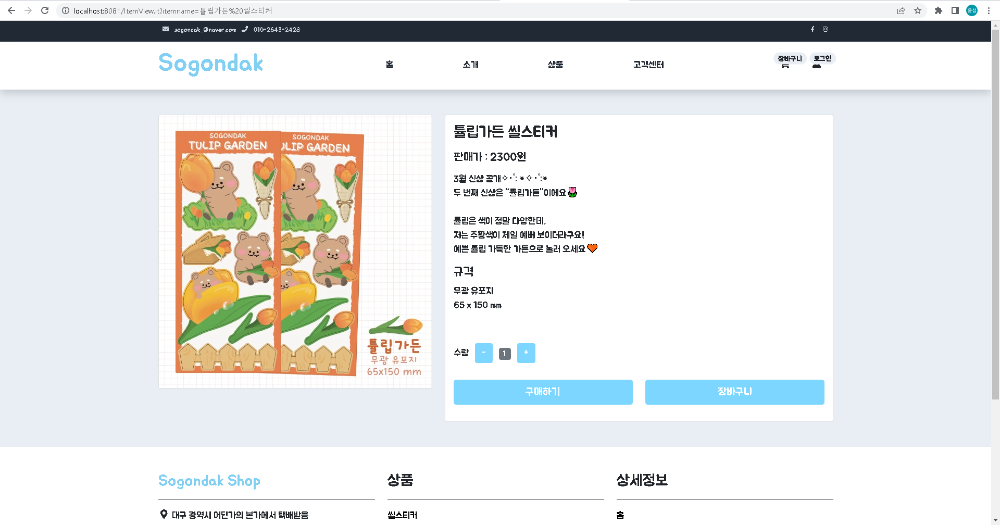 localhost:8081/ItemView.it?itemname=튤립가든%20씰스티커
윤섭
sogondak_@naver.com 010-2643-2428
Sogondak
홈 소개 상품 고객센터
장바구니 로그인
SOGONDAK
TULIP GARDEN
SOGONDAK
ULIP GARDEN
튤립가든
무광 유포지
65x150 mm
튤립가든 씰스티커
판매가 : 2300원
3월 신상 공개✧･ﾟ: *✧･ﾟ:*
두 번째 신상은 "튤립가든"이에요🌷
튤립은 색이 정말 다양한데,
저는 주황색이 제일 예뻐 보이더라구요!
예쁜 튤립 가득한 가든으로 놀러 오세요🧡
규격
무광 유포지
65 x 150 mm
수량 - 1 +
구매하기 장바구니
Sogondak Shop
대구 광역시 어딘가의 본가에서 택배받음
상품
씰스티커
상세정보
홈